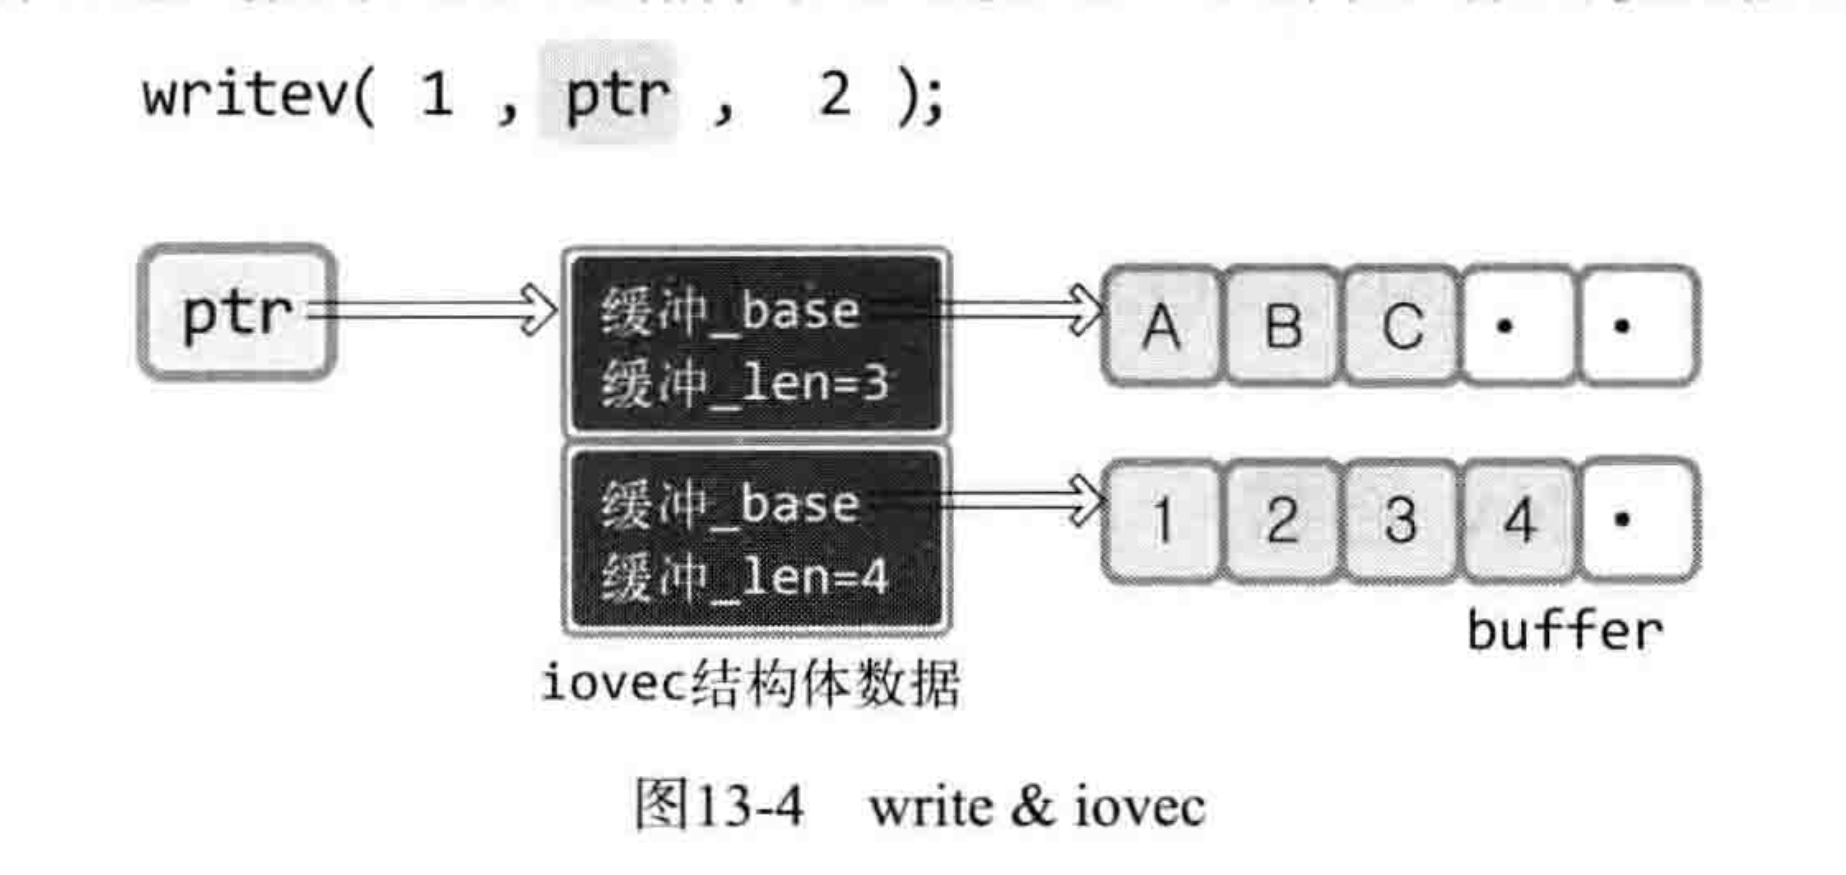 writev( 1 , ptr , 2 );
ptr
缓冲_base
缓冲_len=3
A B C • •
缓冲_base
缓冲_len=4
1 2 3 4 •
buffer
iovec结构体数据
图13-4 write & iovec